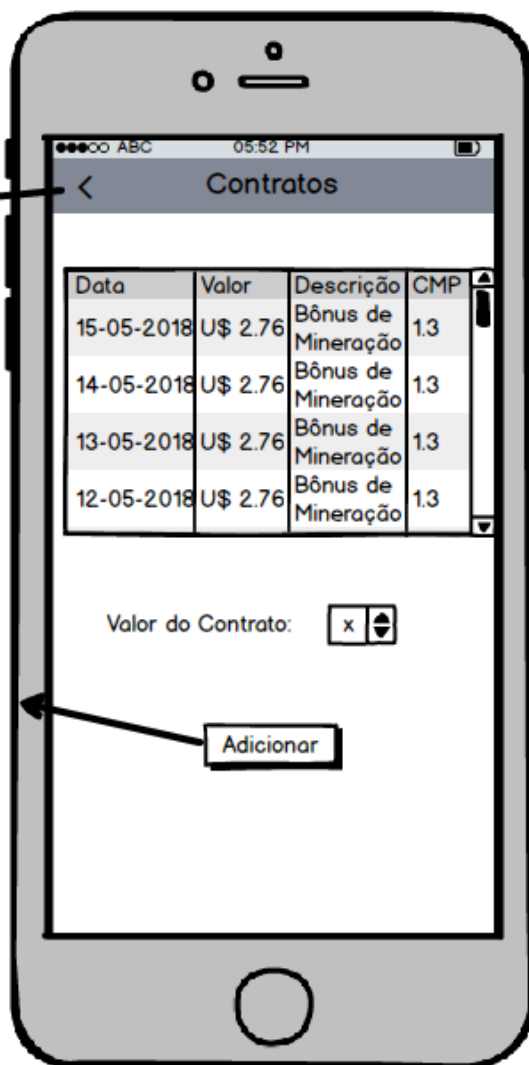 ABC 05:52 PM
< Contratos
Data Valor Descrição CMP
15-05-2018 U$ 2.76 Bônus de Mineração 1.3
14-05-2018 U$ 2.76 Bônus de Mineração 1.3
13-05-2018 U$ 2.76 Bônus de Mineração 1.3
12-05-2018 U$ 2.76 Bônus de Mineração 1.3
Valor do Contrato: x
Adicionar